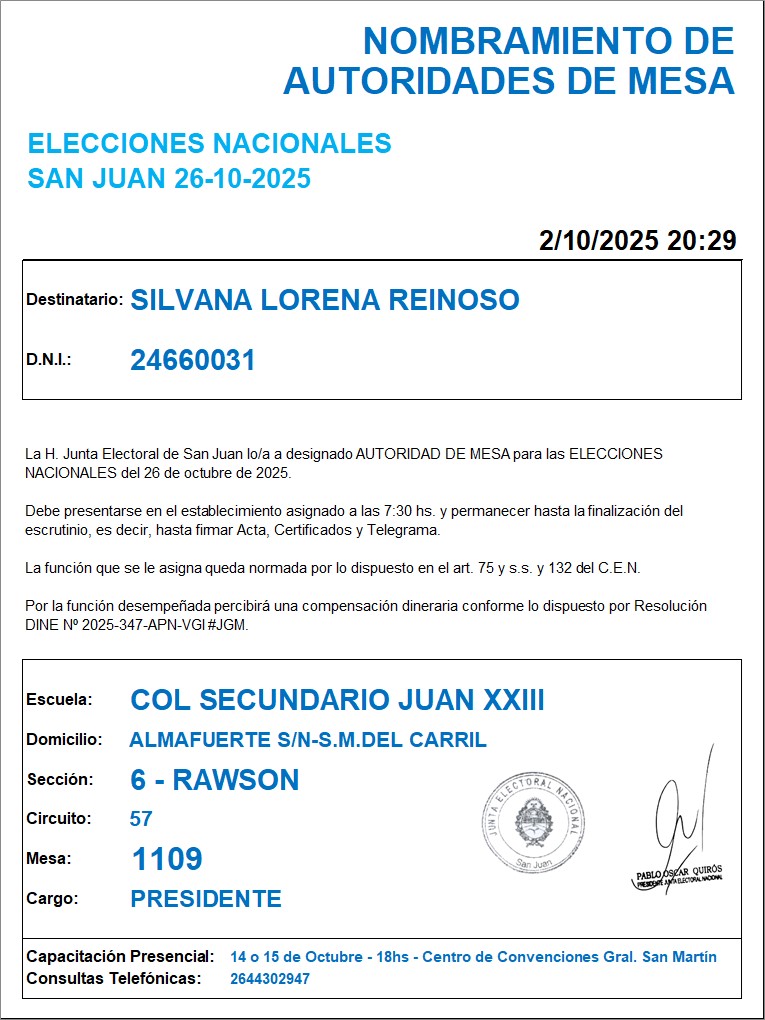 NOMBRAMIENTO DE
AUTORIDADES DE MESA
ELECCIONES NACIONALES
SAN JUAN 26-10-2025
2/10/2025 20:29
Destinatario: SILVANA LORENA REINOSO
D.N.I.: 24660031
La H. Junta Electoral de San Juan lo/a a designado AUTORIDAD DE MESA para las ELECCIONES
NACIONALES del 26 de octubre de 2025.
Debe presentarse en el establecimiento asignado a las 7:30 hs. y permanecer hasta la finalización del
escrutinio, es decir, hasta firmar Acta, Certificados y Telegrama.
La función que se le asigna queda normada por lo dispuesto en el art. 75 y s.s. y 132 del C.E.N.
Por la función desempeñada percibirá una compensación dineraria conforme lo dispuesto por Resolución
DINE Nº 2025-347-APN-VGI#JGM.
Escuela: COL SECUNDARIO JUAN XXIII
Domicilio: ALMAFUERTE S/N-S.M.DEL CARRIL
Sección: 6 - RAWSON
Circuito: 57
Mesa: 1109
Cargo: PRESIDENTE
JUNTA ELECTORAL NACIONAL
San Juan
PABLO OSCAR QUIRÓS
PRESIDENTE JUNTA ELECTORAL NACIONAL
Capacitación Presencial: 14 o 15 de Octubre - 18hs - Centro de Convenciones Gral. San Martín
Consultas Telefónicas: 2644302947